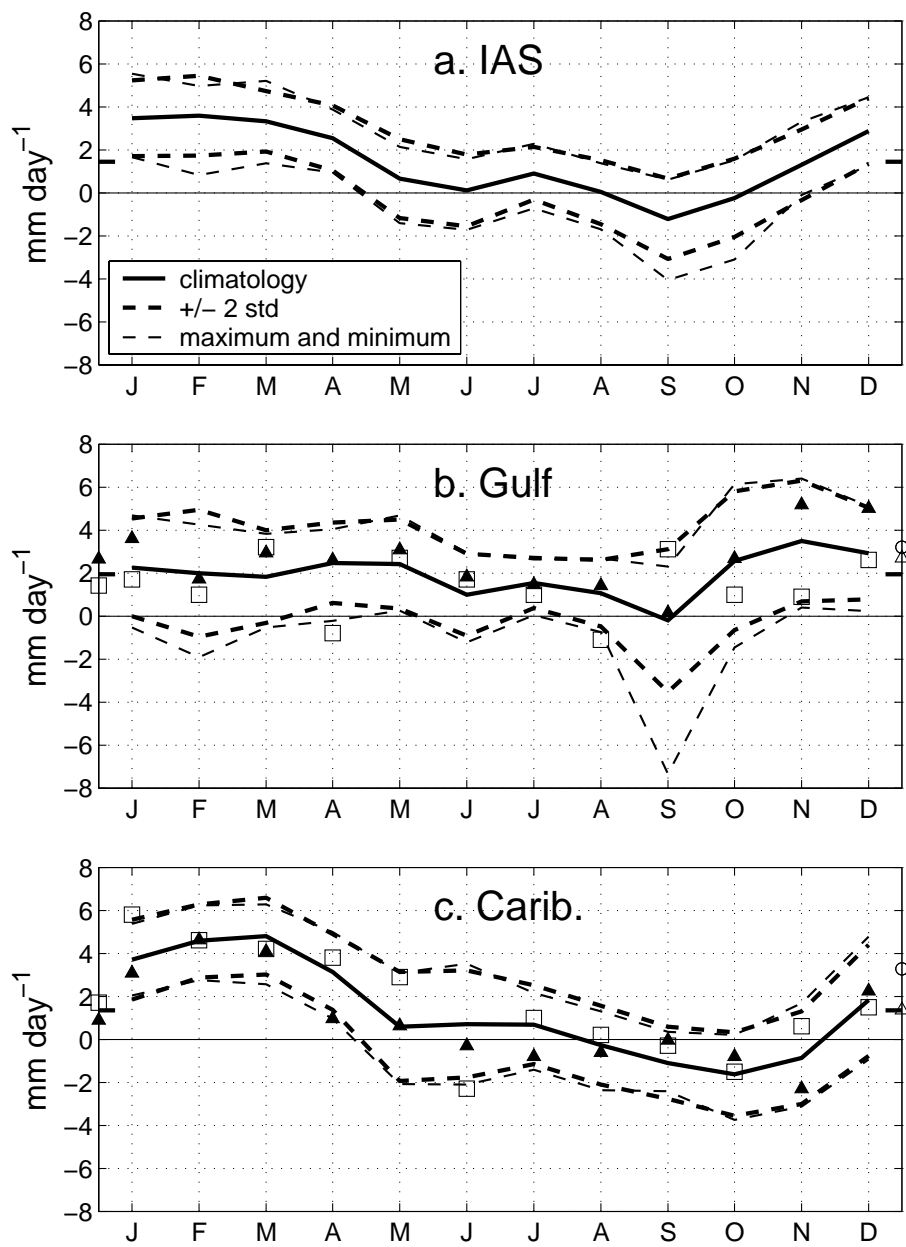 8
6
4
2
0
−2
−4
−6
−8
mm day−1
a. IAS
climatology
+/− 2 std
maximum and minimum
J F M A M J J A S O N D
8
6
4
2
0
−2
−4
−6
−8
mm day−1
b. Gulf
J F M A M J J A S O N D
8
6
4
2
0
−2
−4
−6
−8
mm day−1
c. Carib.
J F M A M J J A S O N D